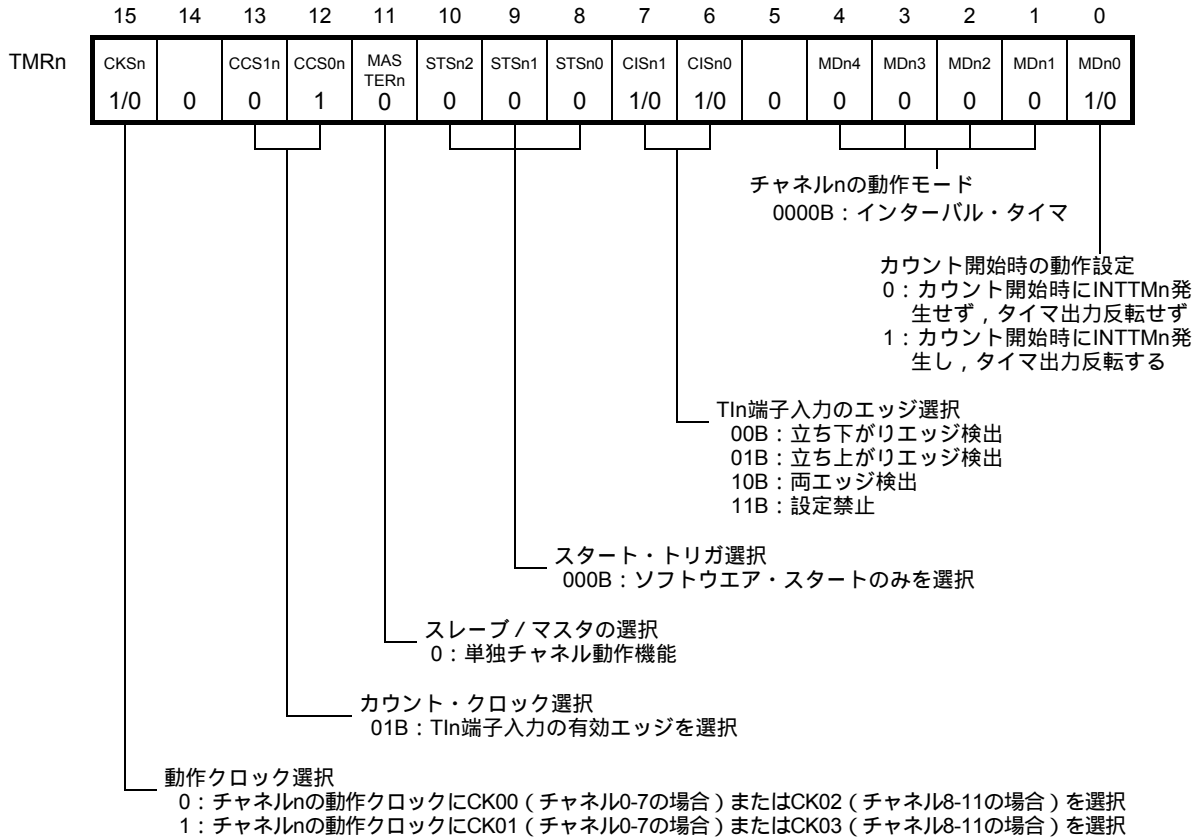 15 14 13 12 11 10 9 8 7 6 5 4 3 2 1 0
TMRn
CKSn CCS1n CCS0n MAS TERn STSn2 STSn1 STSn0 CISn1 CISn0 MDn4 MDn3 MDn2 MDn1 MDn0
1/0 0 0 1 0 0 0 0 1/0 1/0 0 0 0 0 0 1/0
チャネルnの動作モード
0000B：インターバル・タイマ
カウント開始時の動作設定
0：カウント開始時にINTTMn発
生せず，タイマ出力反転せず
1：カウント開始時にINTTMn発
生し，タイマ出力反転する
TIn端子入力のエッジ選択
00B：立ち下がりエッジ検出
01B：立ち上がりエッジ検出
10B：両エッジ検出
11B：設定禁止
スタート・トリガ選択
000B：ソフトウエア・スタートのみを選択
スレーブ／マスタの選択
0：単独チャネル動作機能
カウント・クロック選択
01B：TIn端子入力の有効エッジを選択
動作クロック選択
0：チャネルnの動作クロックにCK00（チャネル0-7の場合）またはCK02（チャネル8-11の場合）を選択
1：チャネルnの動作クロックにCK01（チャネル0-7の場合）またはCK03（チャネル8-11の場合）を選択